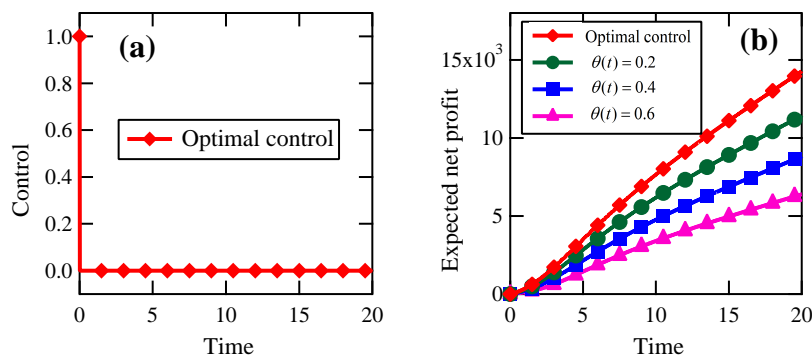 (a)
1.0
0.8
0.6
0.4
0.2
0.0
Control
Optimal control
0
5
10
15
20
Time
(b)
15x10³
10
5
0
Expected net profit
Optimal control
θ(t) = 0.2
θ(t) = 0.4
θ(t) = 0.6
0
5
10
15
20
Time